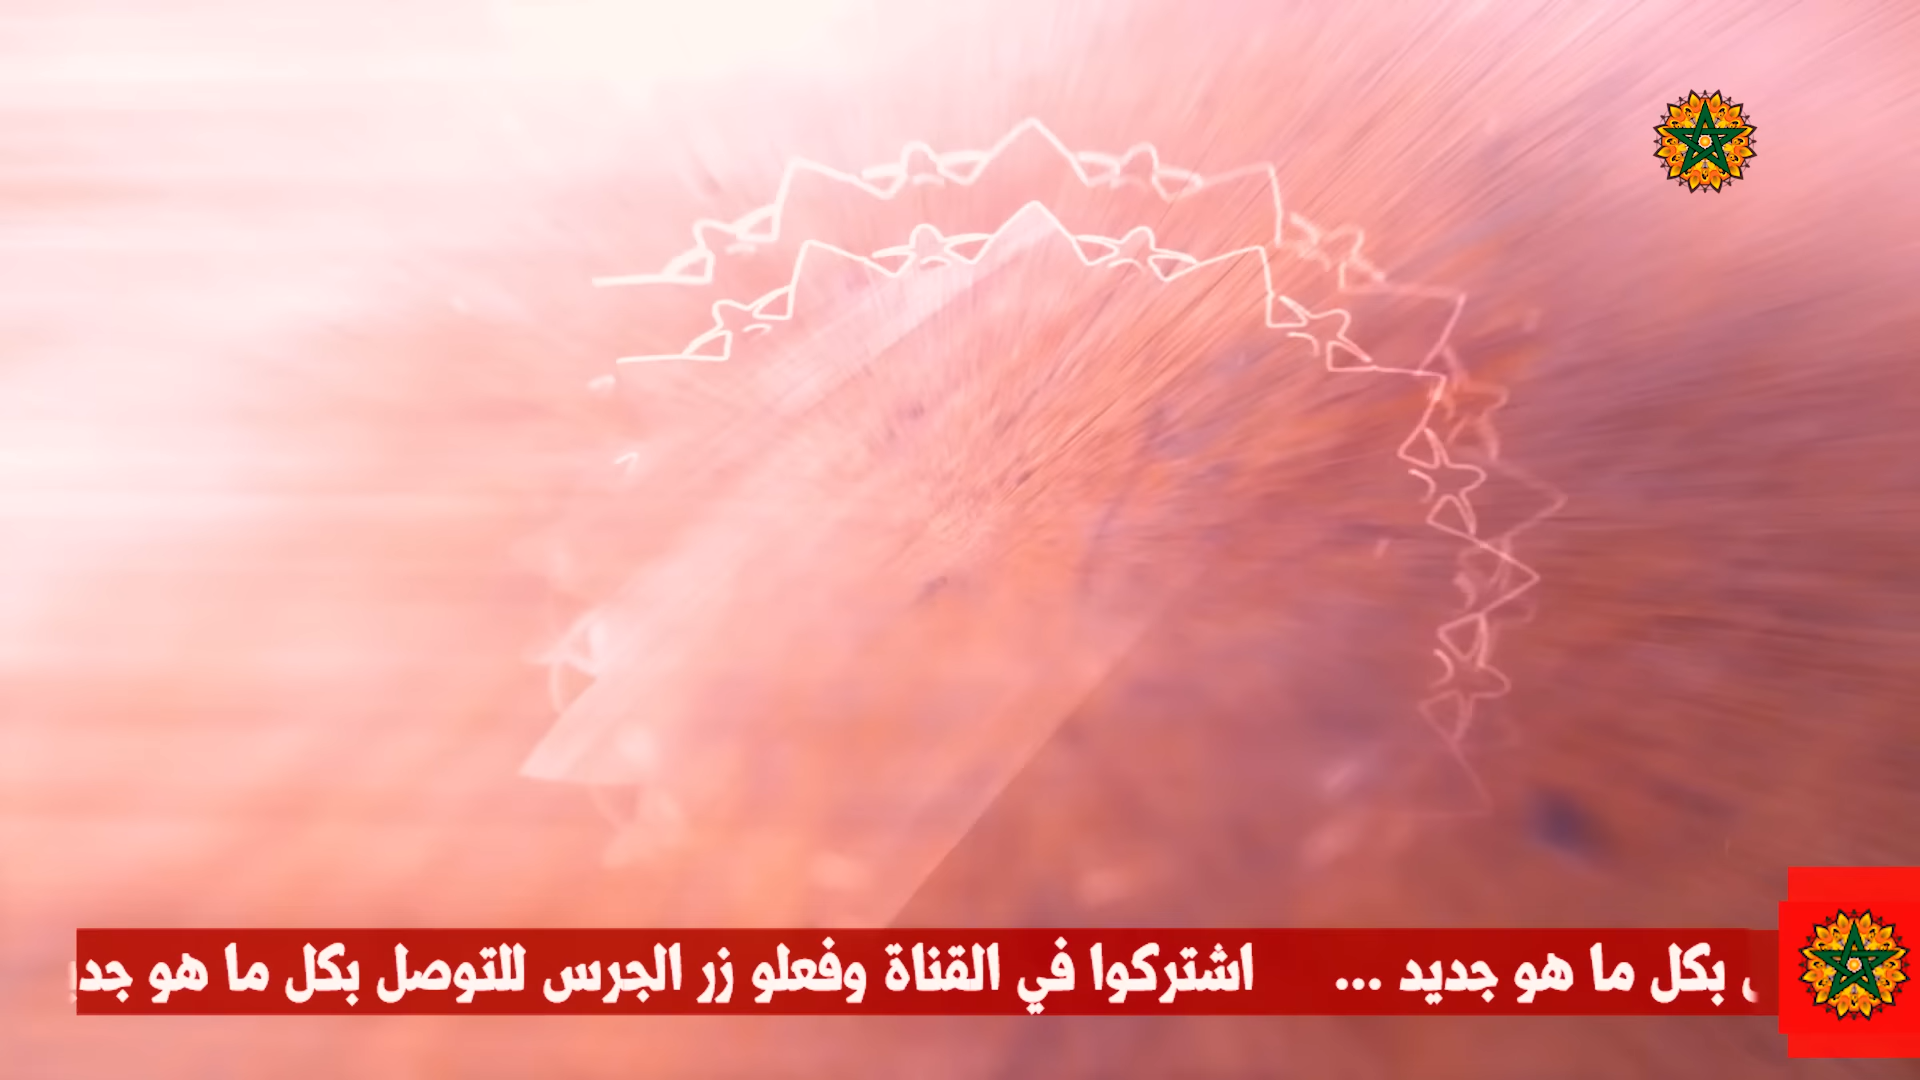 بكل ما هو جديد ... اشتركوا في القناة وفعلو زر الجرس للتوصل بكل ما هو